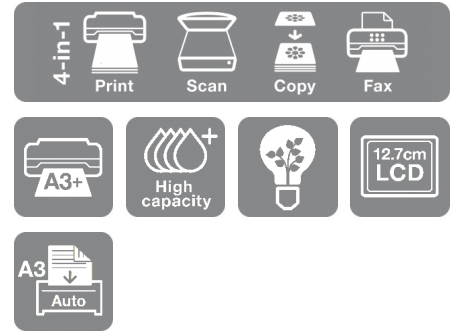 4-in-1
Print Scan Copy Fax
A3+
High
capacity
12.7cm
LCD
A3
Auto